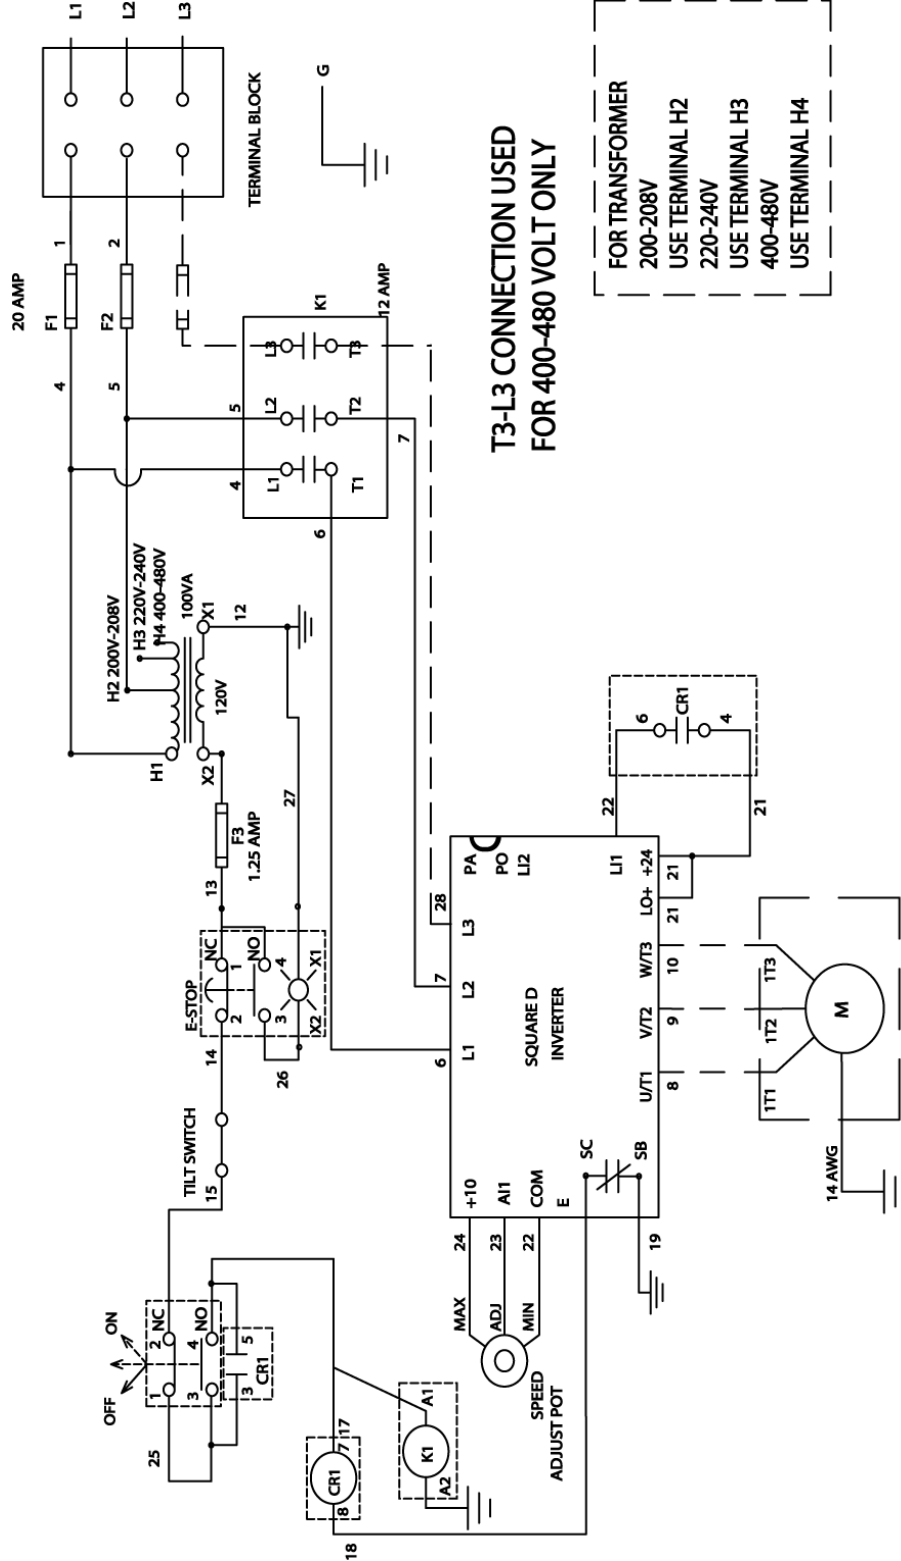 L1
L2
L3
TERMINAL BLOCK
G
20 AMP
F1
1
F2
2
4
5
K1
12 AMP
5
4
L3
T3
L2
T2
L1
T1
7
6
T3-L3 CONNECTION USED
FOR 400-480 VOLT ONLY
FOR TRANSFORMER
200-208V
USE TERMINAL H2
220-240V
USE TERMINAL H3
400-480V
USE TERMINAL H4
H2 200V-208V
H3 220V-240V
H4 400-480V
100VA
X1
12
120V
H1
X2
F3
1.25 AMP
27
13
E-STOP
NC
1
2
NO
4
3
X1
X2
14
26
TILT SWITCH
15
OFF
ON
NC
2
1
NO
4
3
5
3
CR1
25
17
7
CR1
8
18
A1
K1
A2
MAX
ADJ
MIN
SPEED
ADJUST POT
24
23
22
+10
AI1
COM
E
SC
SB
19
SQUARE D
INVERTER
6
L1
7
L2
28
L3
PA
PO
LI2
LI1
+24
LO+
21
21
22
21
6
CR1
4
W/T3
10
V/T2
9
U/T1
8
1T3
1T2
1T1
M
14 AWG